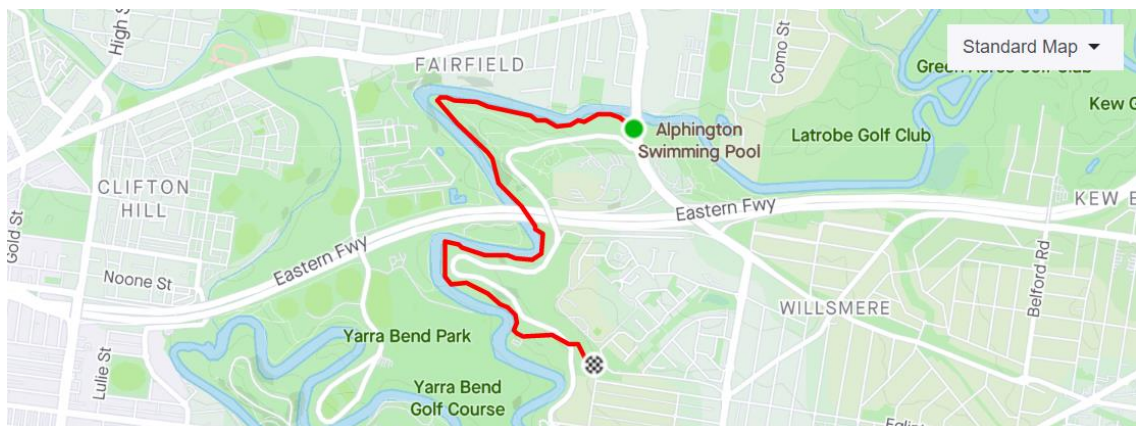 High S
FAIRFIELD
Como St
Standard Map
Green Acres Golf Club
Kew G
Alphington
Swimming Pool
Latrobe Golf Club
CLIFTON
HILL
Gold St
Eastern Fwy
KEW E
Eastern Fwy
Noone St
Belford Rd
WILLSMERE
Yarra Bend Park
Lulie St
Yarra Bend
Golf Course